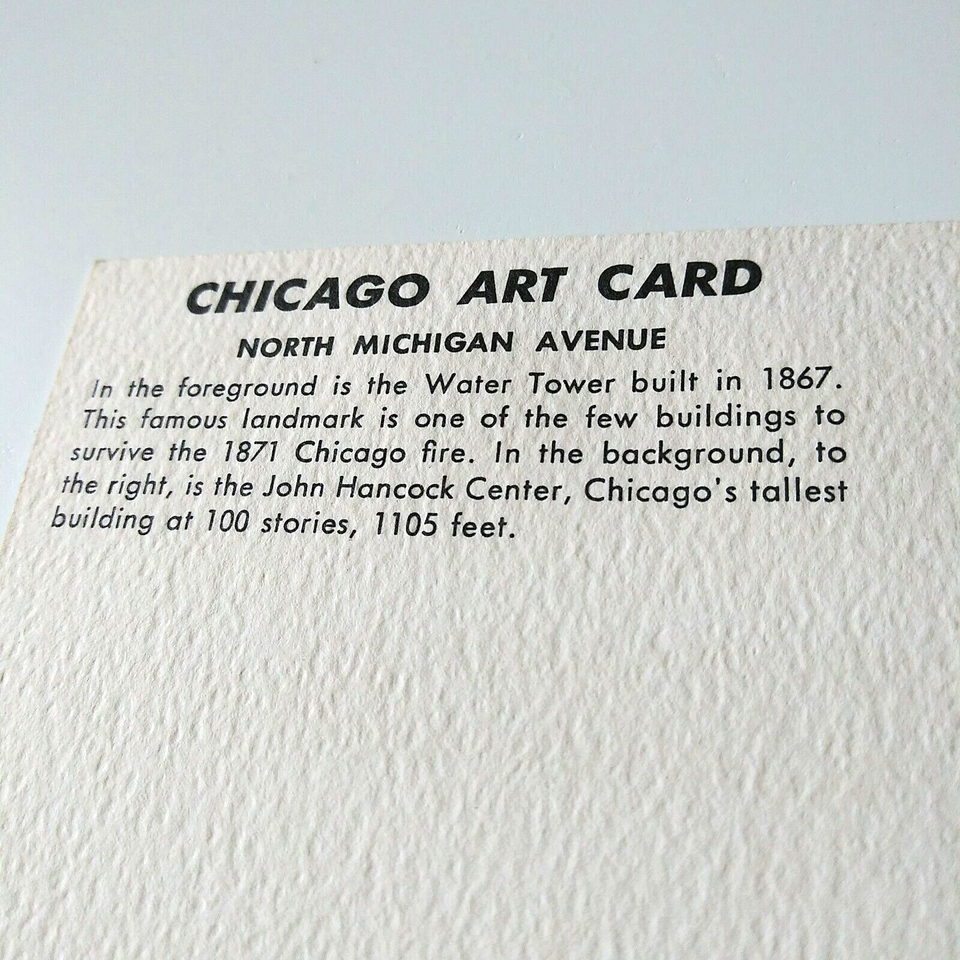 CHICAGO ART CARD
NORTH MICHIGAN AVENUE
In the foreground is the Water Tower built in 1867.
This famous landmark is one of the few buildings to
survive the 1871 Chicago fire. In the background, to
the right, is the John Hancock Center, Chicago's tallest
building at 100 stories, 1105 feet.